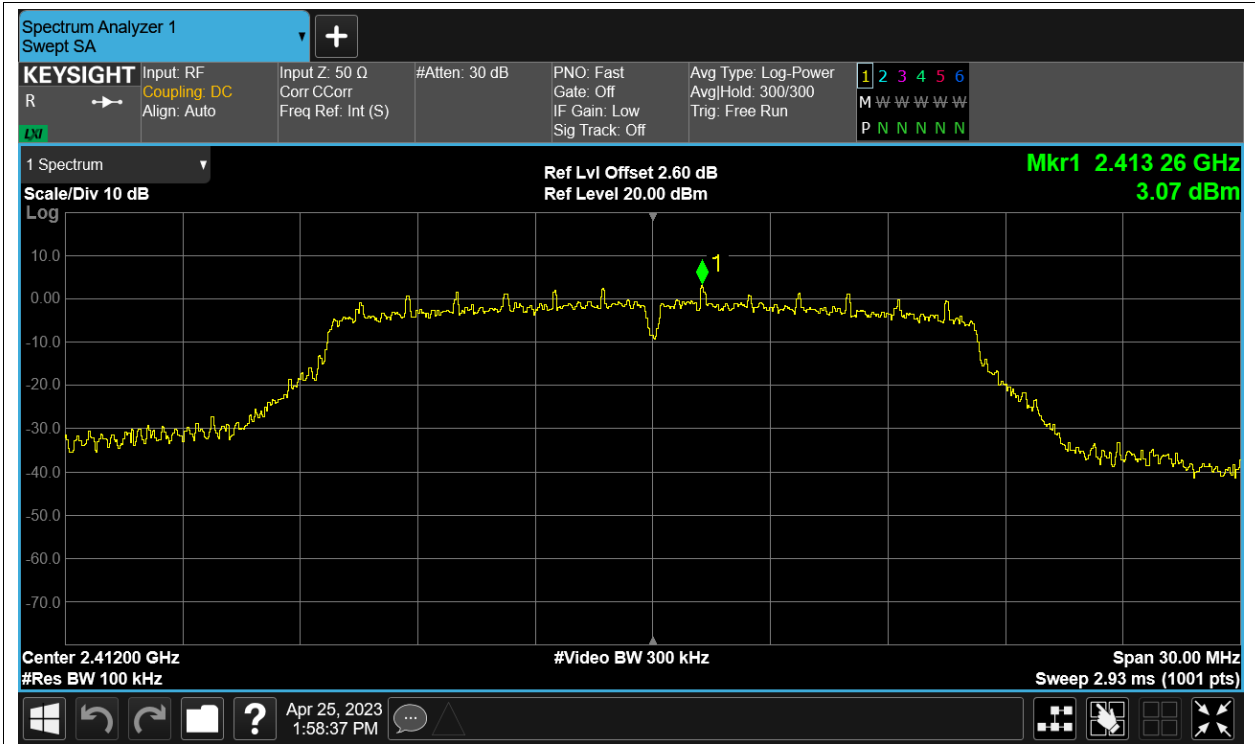 Spectrum Analyzer 1
Swept SA
+
KEYSIGHT
R
LXI
Input: RF
Coupling: DC
Align: Auto
Input Z: 50 Ω
Corr CCorr
Freq Ref: Int (S)
#Atten: 30 dB
PNO: Fast
Gate: Off
IF Gain: Low
Sig Track: Off
Avg Type: Log-Power
Avg|Hold: 300/300
Trig: Free Run
1 2 3 4 5 6
M W W W W W
P N N N N N
1 Spectrum
Scale/Div 10 dB
Ref Lvl Offset 2.60 dB
Ref Level 20.00 dBm
Mkr1 2.413 26 GHz
3.07 dBm
Log
1
10.0
0.00
-10.0
-20.0
-30.0
-40.0
-50.0
-60.0
-70.0
Center 2.41200 GHz
#Video BW 300 kHz
Span 30.00 MHz
#Res BW 100 kHz
Sweep 2.93 ms (1001 pts)
?
Apr 25, 2023
1:58:37 PM